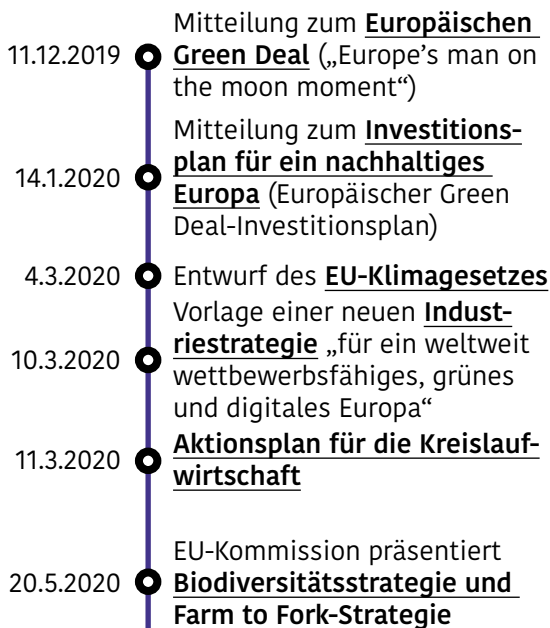 Mitteilung zum Europäischen
11.12.2019 Green Deal („Europe’s man on
the moon moment“)
Mitteilung zum Investitions-
plan für ein nachhaltiges
14.1.2020 Europa (Europäischer Green
Deal-Investitionsplan)
4.3.2020 Entwurf des EU-Klimagesetzes
Vorlage einer neuen Indust-
riestrategie „für ein weltweit
10.3.2020 wettbewerbsfähiges, grünes
und digitales Europa“
Aktionsplan für die Kreislauf-
11.3.2020 wirtschaft
EU-Kommission präsentiert
20.5.2020 Biodiversitätsstrategie und
Farm to Fork-Strategie